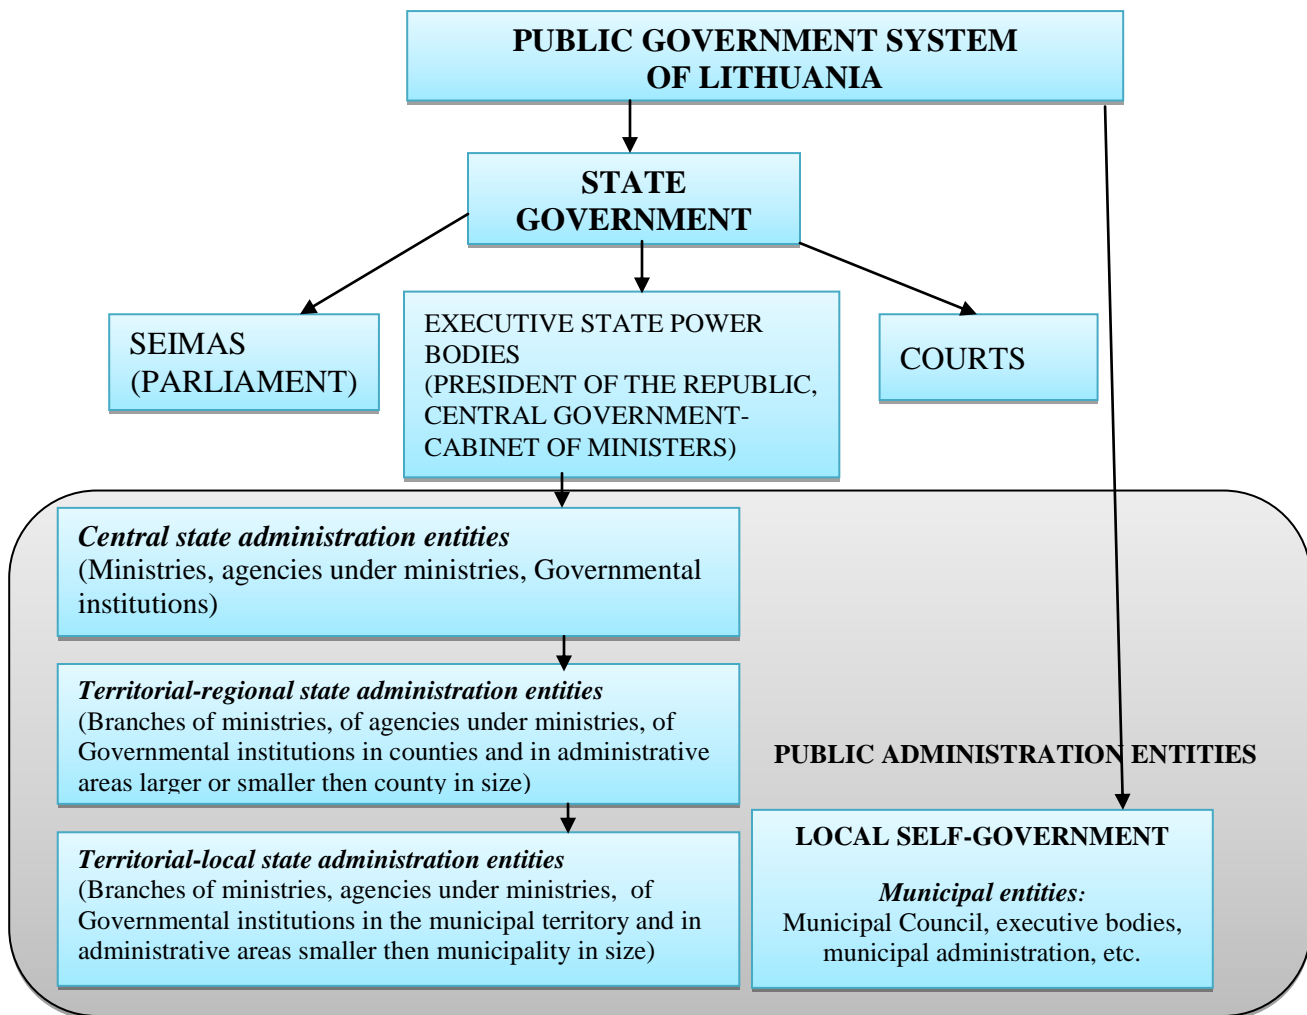 PUBLIC GOVERNMENT SYSTEM
OF LITHUANIA
STATE
GOVERNMENT
SEIMAS
(PARLIAMENT)
EXECUTIVE STATE POWER
BODIES
(PRESIDENT OF THE REPUBLIC,
CENTRAL GOVERNMENT-
CABINET OF MINISTERS)
COURTS
Central state administration entities
(Ministries, agencies under ministries, Governmental
institutions)
Territorial-regional state administration entities
(Branches of ministries, of agencies under ministries, of
Governmental institutions in counties and in administrative
areas larger or smaller then county in size)
Territorial-local state administration entities
(Branches of ministries, agencies under ministries,  of
Governmental institutions in the municipal territory and in
administrative areas smaller then municipality in size)
PUBLIC ADMINISTRATION ENTITIES
LOCAL SELF-GOVERNMENT
Municipal entities:
Municipal Council, executive bodies,
municipal administration, etc.